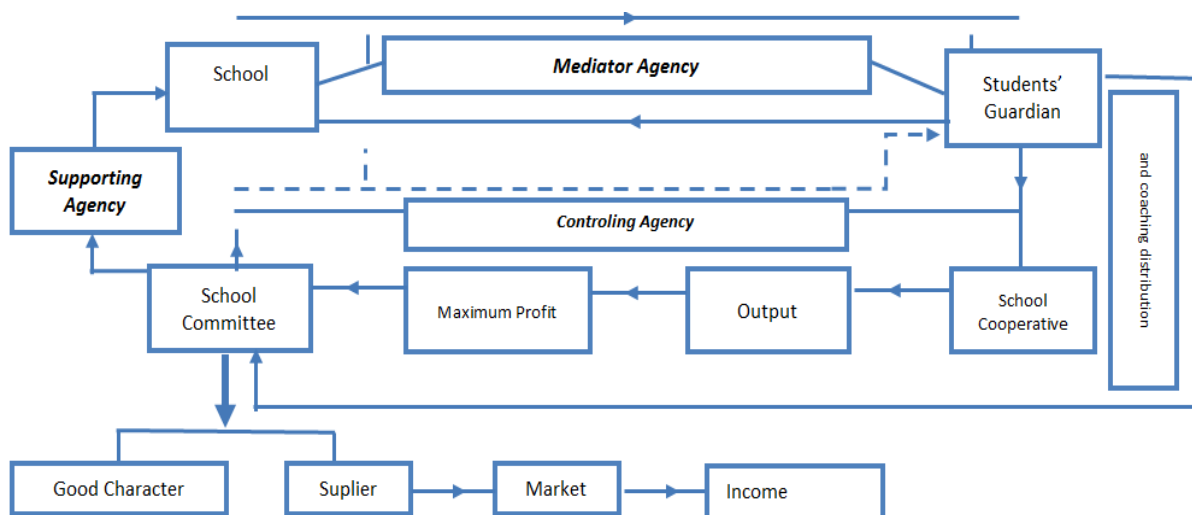 School
Mediator Agency
Students’
Guardian
Supporting
Agency
and coaching distribution
Controling Agency
School
Committee
Maximum Profit
Output
School
Cooperative
Good Character
Suplier
Market
Income